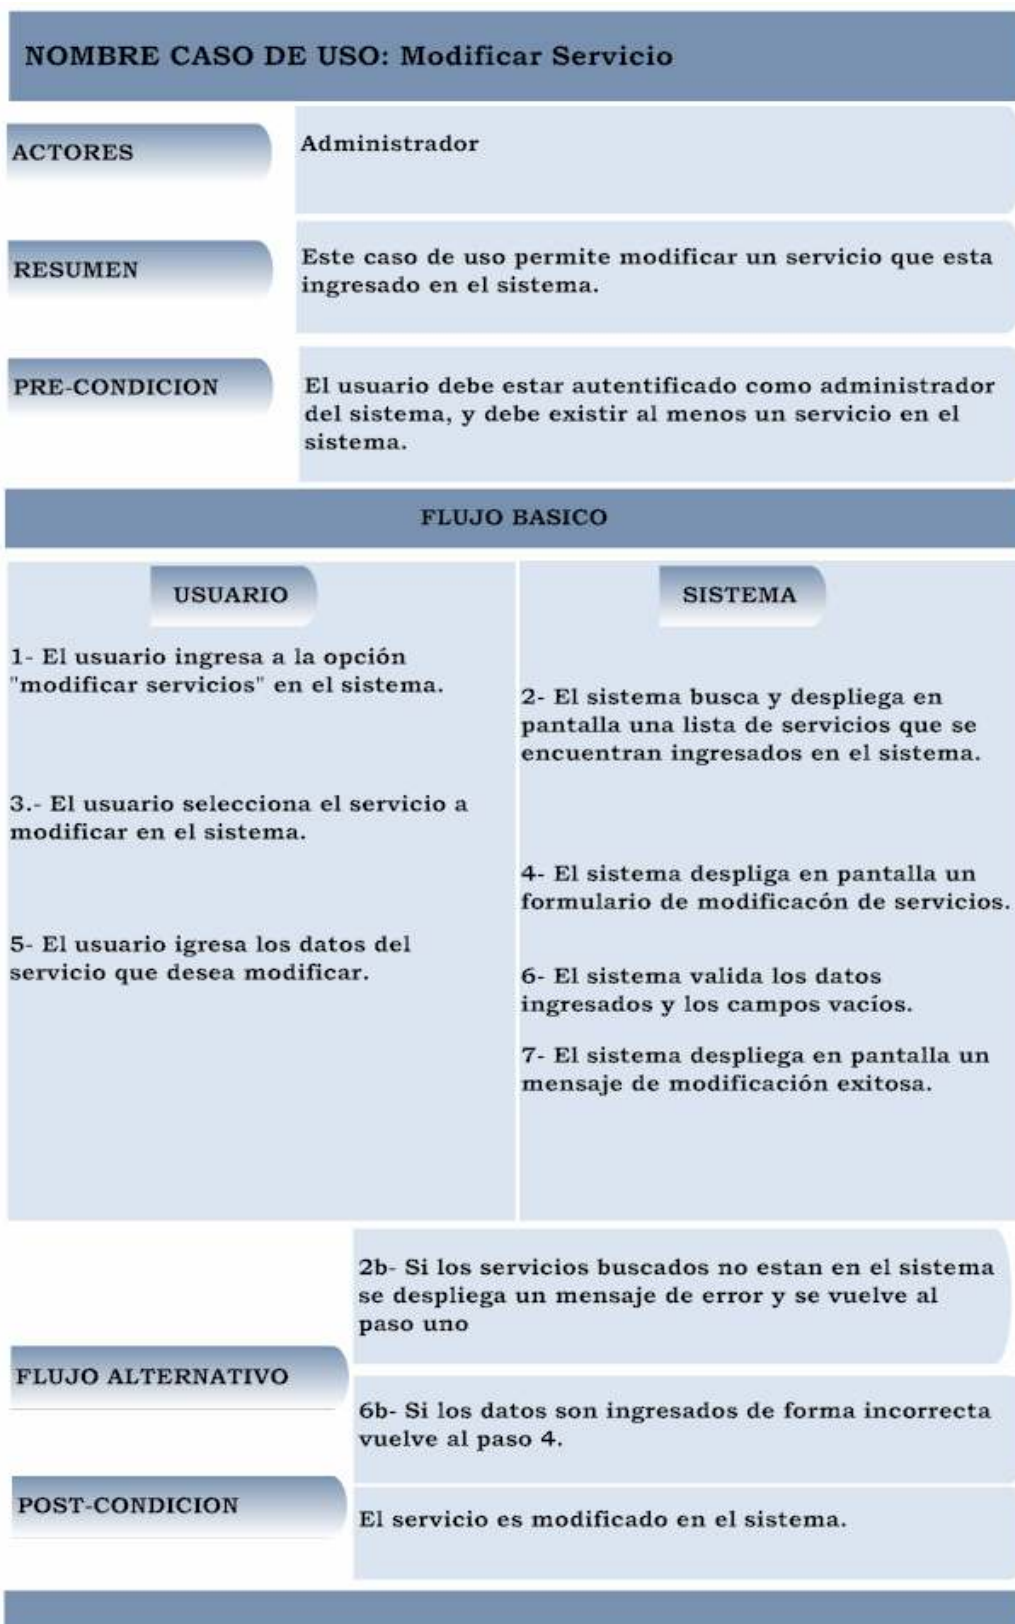 NOMBRE CASO DE USO: Modificar Servicio
ACTORES
Administrador
RESUMEN
Este caso de uso permite modificar un servicio que esta
ingresado en el sistema.
PRE-CONDICION
El usuario debe estar autentificado como administrador
del sistema, y debe existir al menos un servicio en el
sistema.
FLUJO BASICO
USUARIO
1- El usuario ingresa a la opción
"modificar servicios" en el sistema.
3.- El usuario selecciona el servicio a
modificar en el sistema.
5- El usuario igresa los datos del
servicio que desea modificar.
SISTEMA
2- El sistema busca y despliega en
pantalla una lista de servicios que se
encuentran ingresados en el sistema.
4- El sistema despliga en pantalla un
formulario de modificacón de servicios.
6- El sistema valida los datos
ingresados y los campos vacíos.
7- El sistema despliega en pantalla un
mensaje de modificación exitosa.
FLUJO ALTERNATIVO
2b- Si los servicios buscados no estan en el sistema
se despliega un mensaje de error y se vuelve al
paso uno
6b- Si los datos son ingresados de forma incorrecta
vuelve al paso 4.
POST-CONDICION
El servicio es modificado en el sistema.